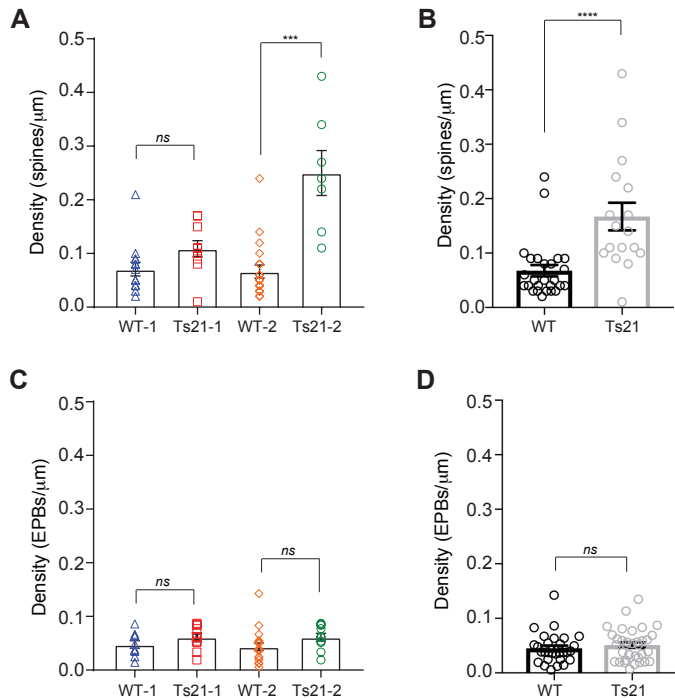 A
Density (spines/μm)
0.5
0.4
0.3
0.2
0.1
0.0
ns
***
WT-1 Ts21-1 WT-2 Ts21-2
B
Density (spines/μm)
0.5
0.4
0.3
0.2
0.1
0.0
****
WT Ts21
C
Density (EPBs/μm)
0.5
0.4
0.3
0.2
0.1
0.0
ns
ns
WT-1 Ts21-1 WT-2 Ts21-2
D
Density (EPBs/μm)
0.5
0.4
0.3
0.2
0.1
0.0
ns
WT Ts21